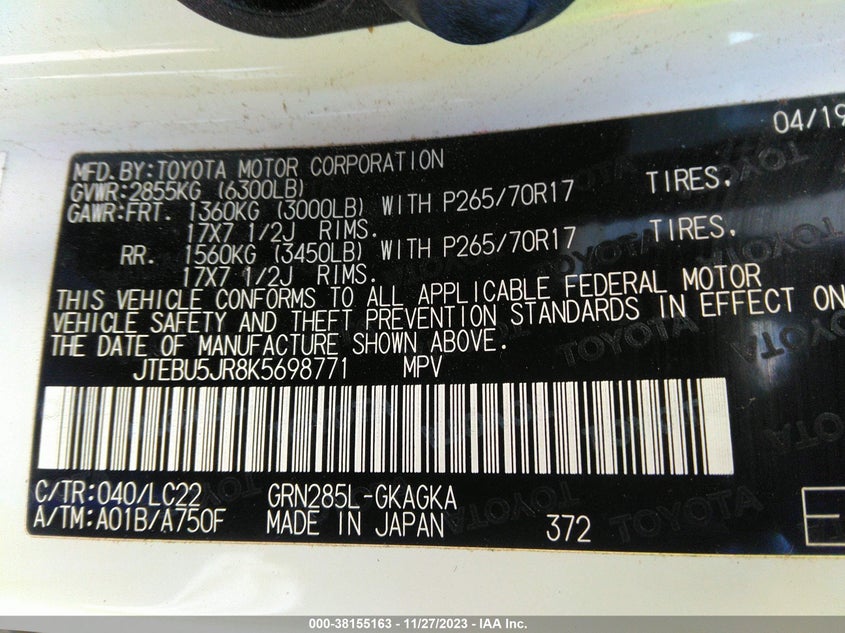 04/19
MFD. BY: TOYOTA MOTOR CORPORATION
GVWR: 2855KG (6300LB)
GAWR: FRT. 1360KG (3000LB) WITH P265/70R17 TIRES,
17X7 1/2J RIMS.
RR. 1560KG (3450LB) WITH P265/70R17 TIRES,
17X7 1/2J RIMS.
THIS VEHICLE CONFORMS TO ALL APPLICABLE FEDERAL MOTOR
VEHICLE SAFETY AND THEFT PREVENTION STANDARDS IN EFFECT ON
THE DATE OF MANUFACTURE SHOWN ABOVE.
JTEBU5JR8K5698771 MPV
C/TR: 040/LC22 GRN285L-GKAGKA
A/TM: A01B/A750F MADE IN JAPAN 372
000-38155163 - 11/27/2023 - IAA Inc.